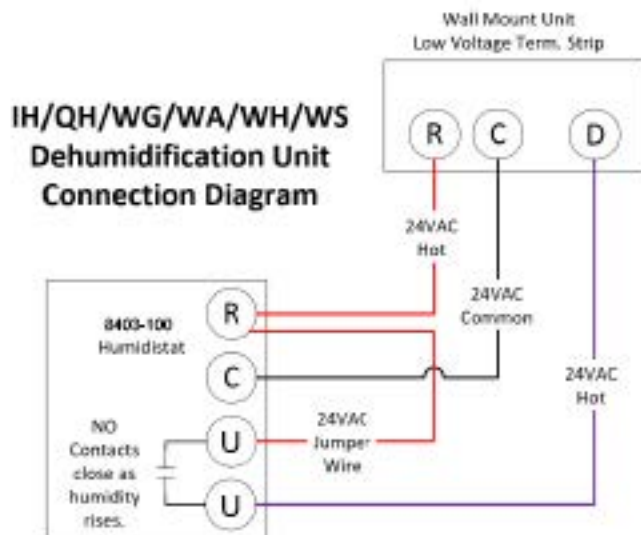 Wall Mount Unit
Low Voltage Term. Strip
IH/QH/WG/WA/WH/WS
Dehumidification Unit
Connection Diagram
R
C
D
24VAC
Hot
24VAC
Common
24VAC
Hot
8403-100
Humidistat
R
C
U
U
24VAC
Jumper
Wire
NO
Contacts
close as
humidity
rises.